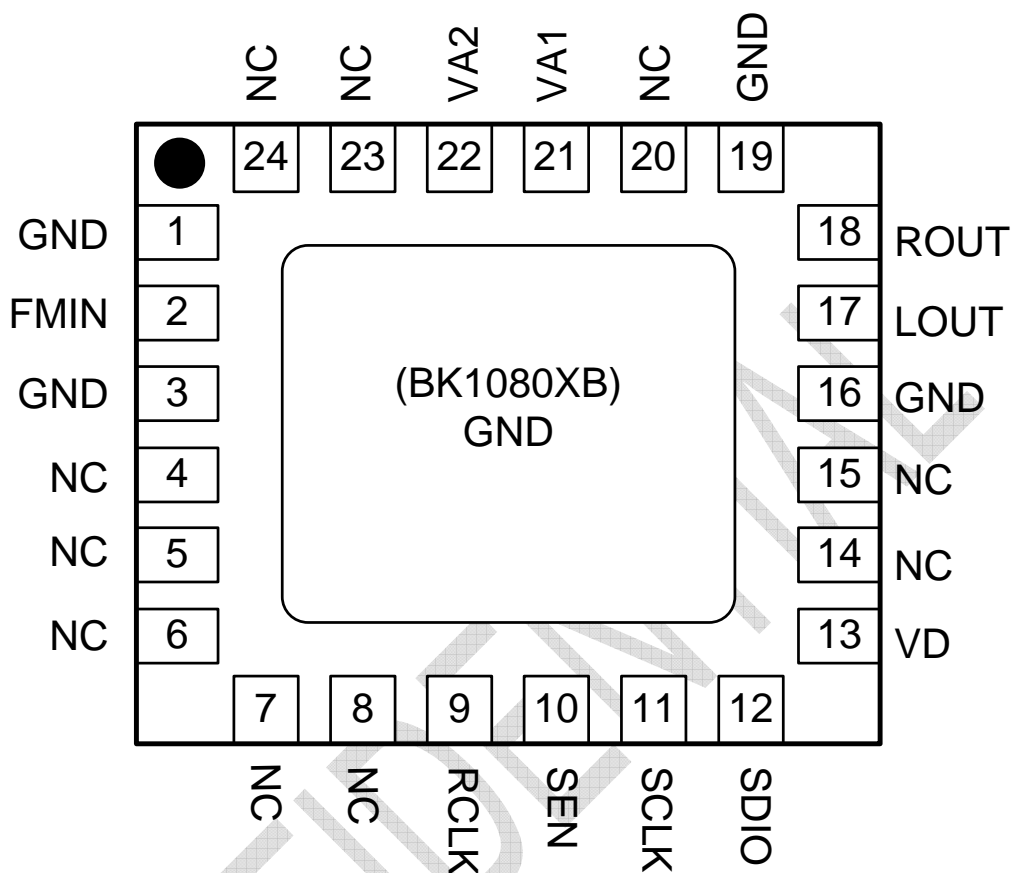 NC NC VA2 VA1 NC GND
24 23 22 21 20 19
GND 1 18 ROUT
FMIN 2 17 LOUT
GND 3 16 GND
(BK1080XB)
GND
NC 4 15 NC
NC 5 14 NC
NC 6 13 VD
7 8 9 10 11 12
NC NC RCLK SEN SCLK SDIO